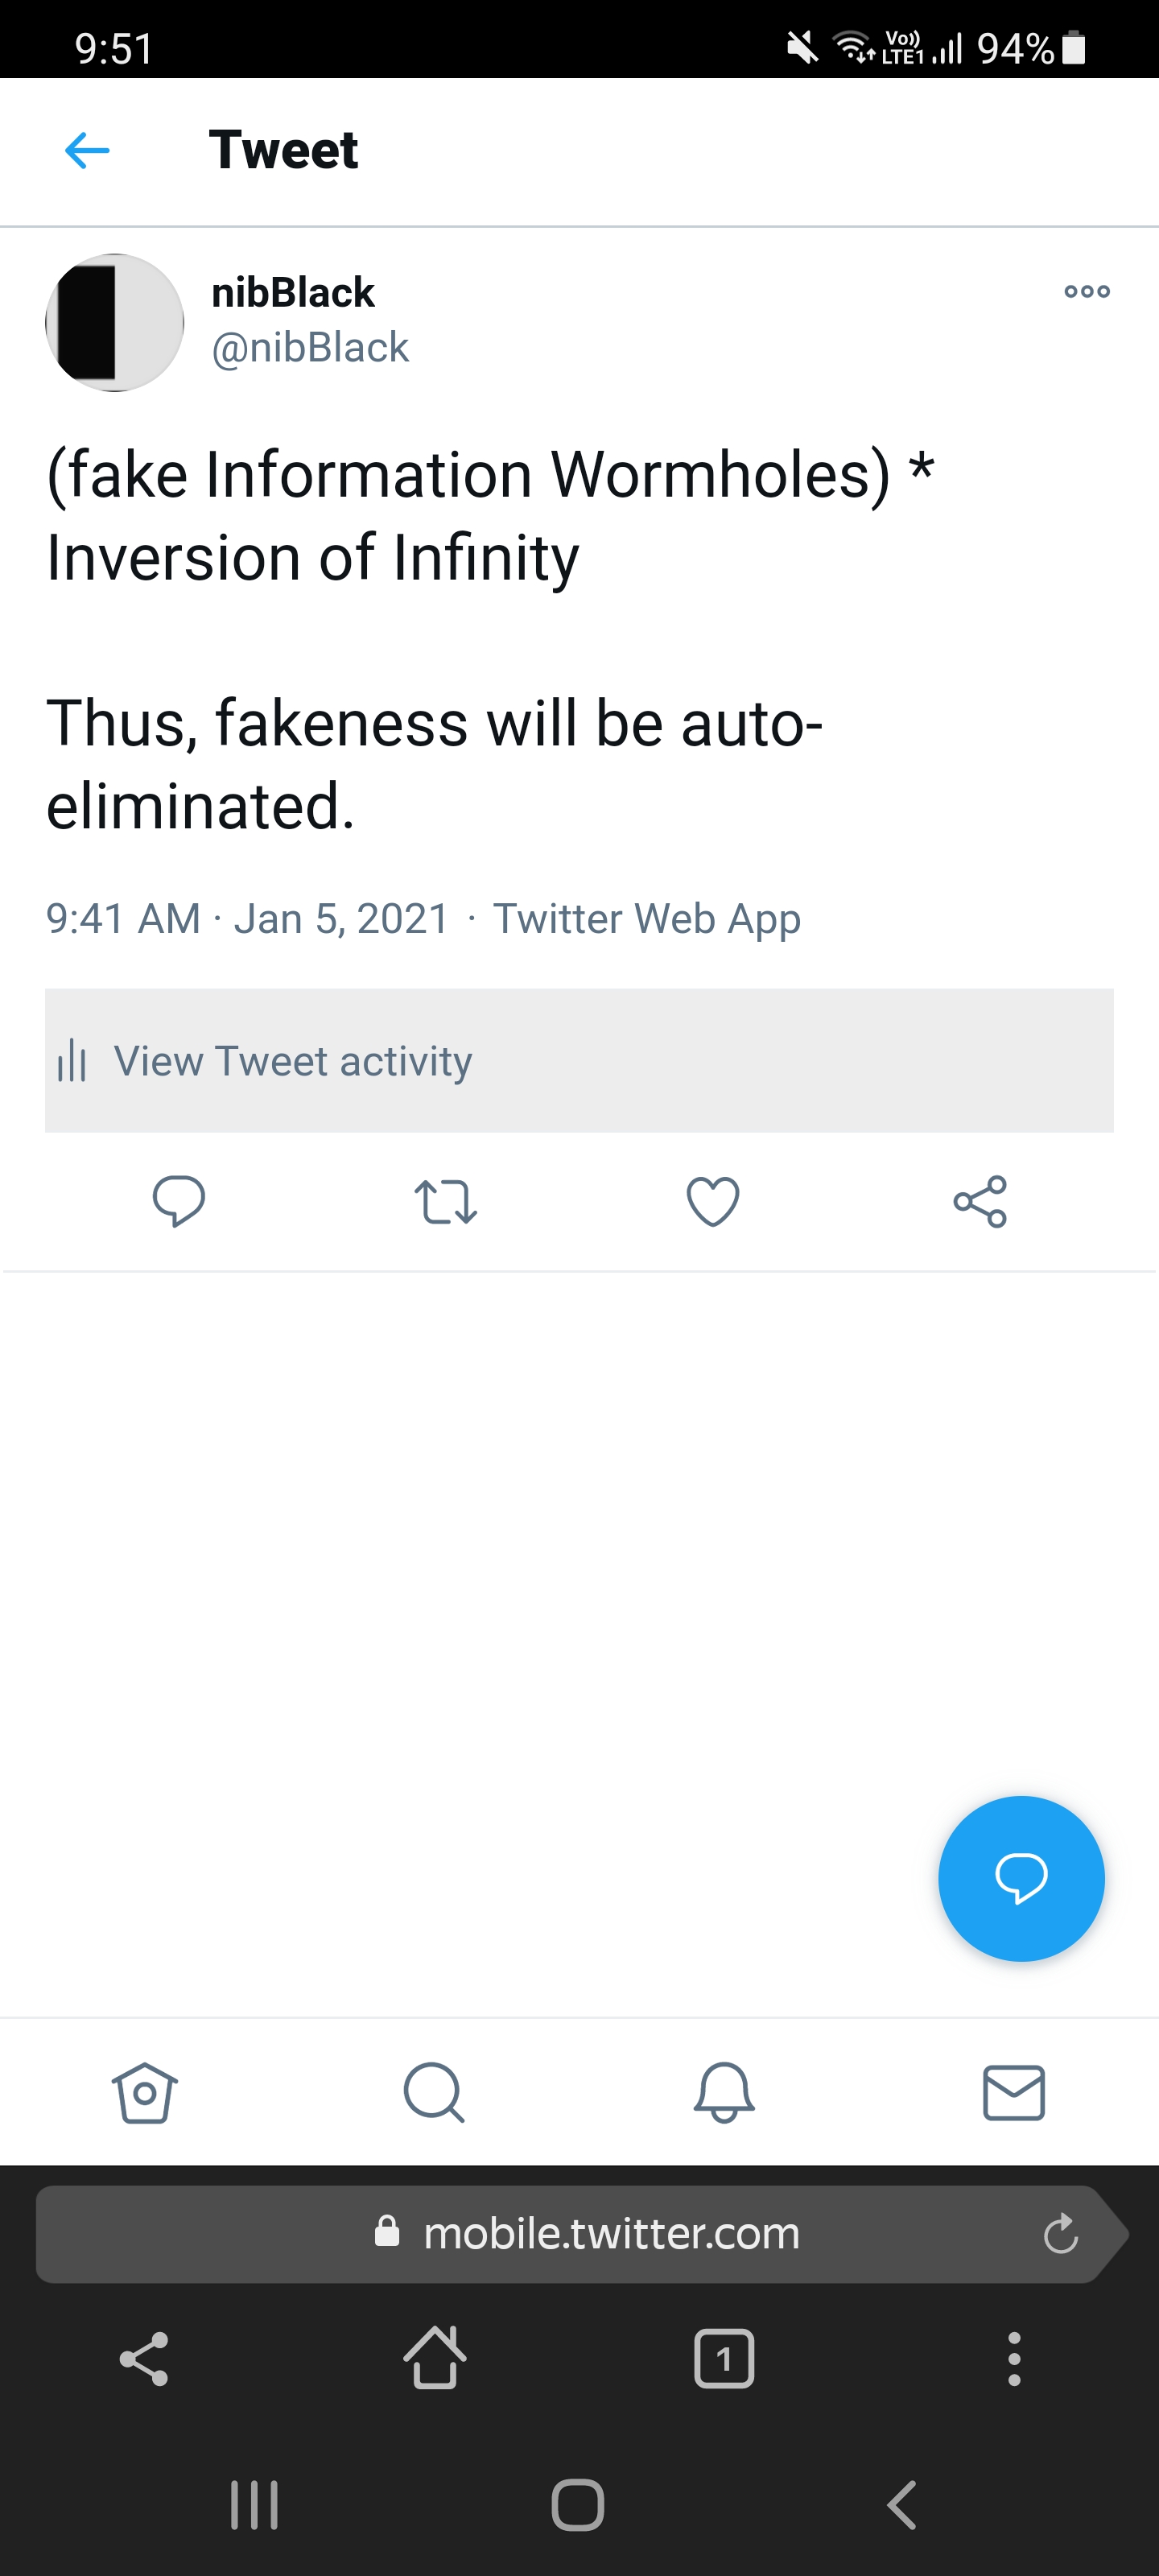 9:51
Vo)) LTE1 94%
Tweet
nibBlack
@nibBlack
(fake Information Wormholes) *
Inversion of Infinity
Thus, fakeness will be auto-
eliminated.
9:41 AM · Jan 5, 2021 · Twitter Web App
View Tweet activity
mobile.twitter.com
1